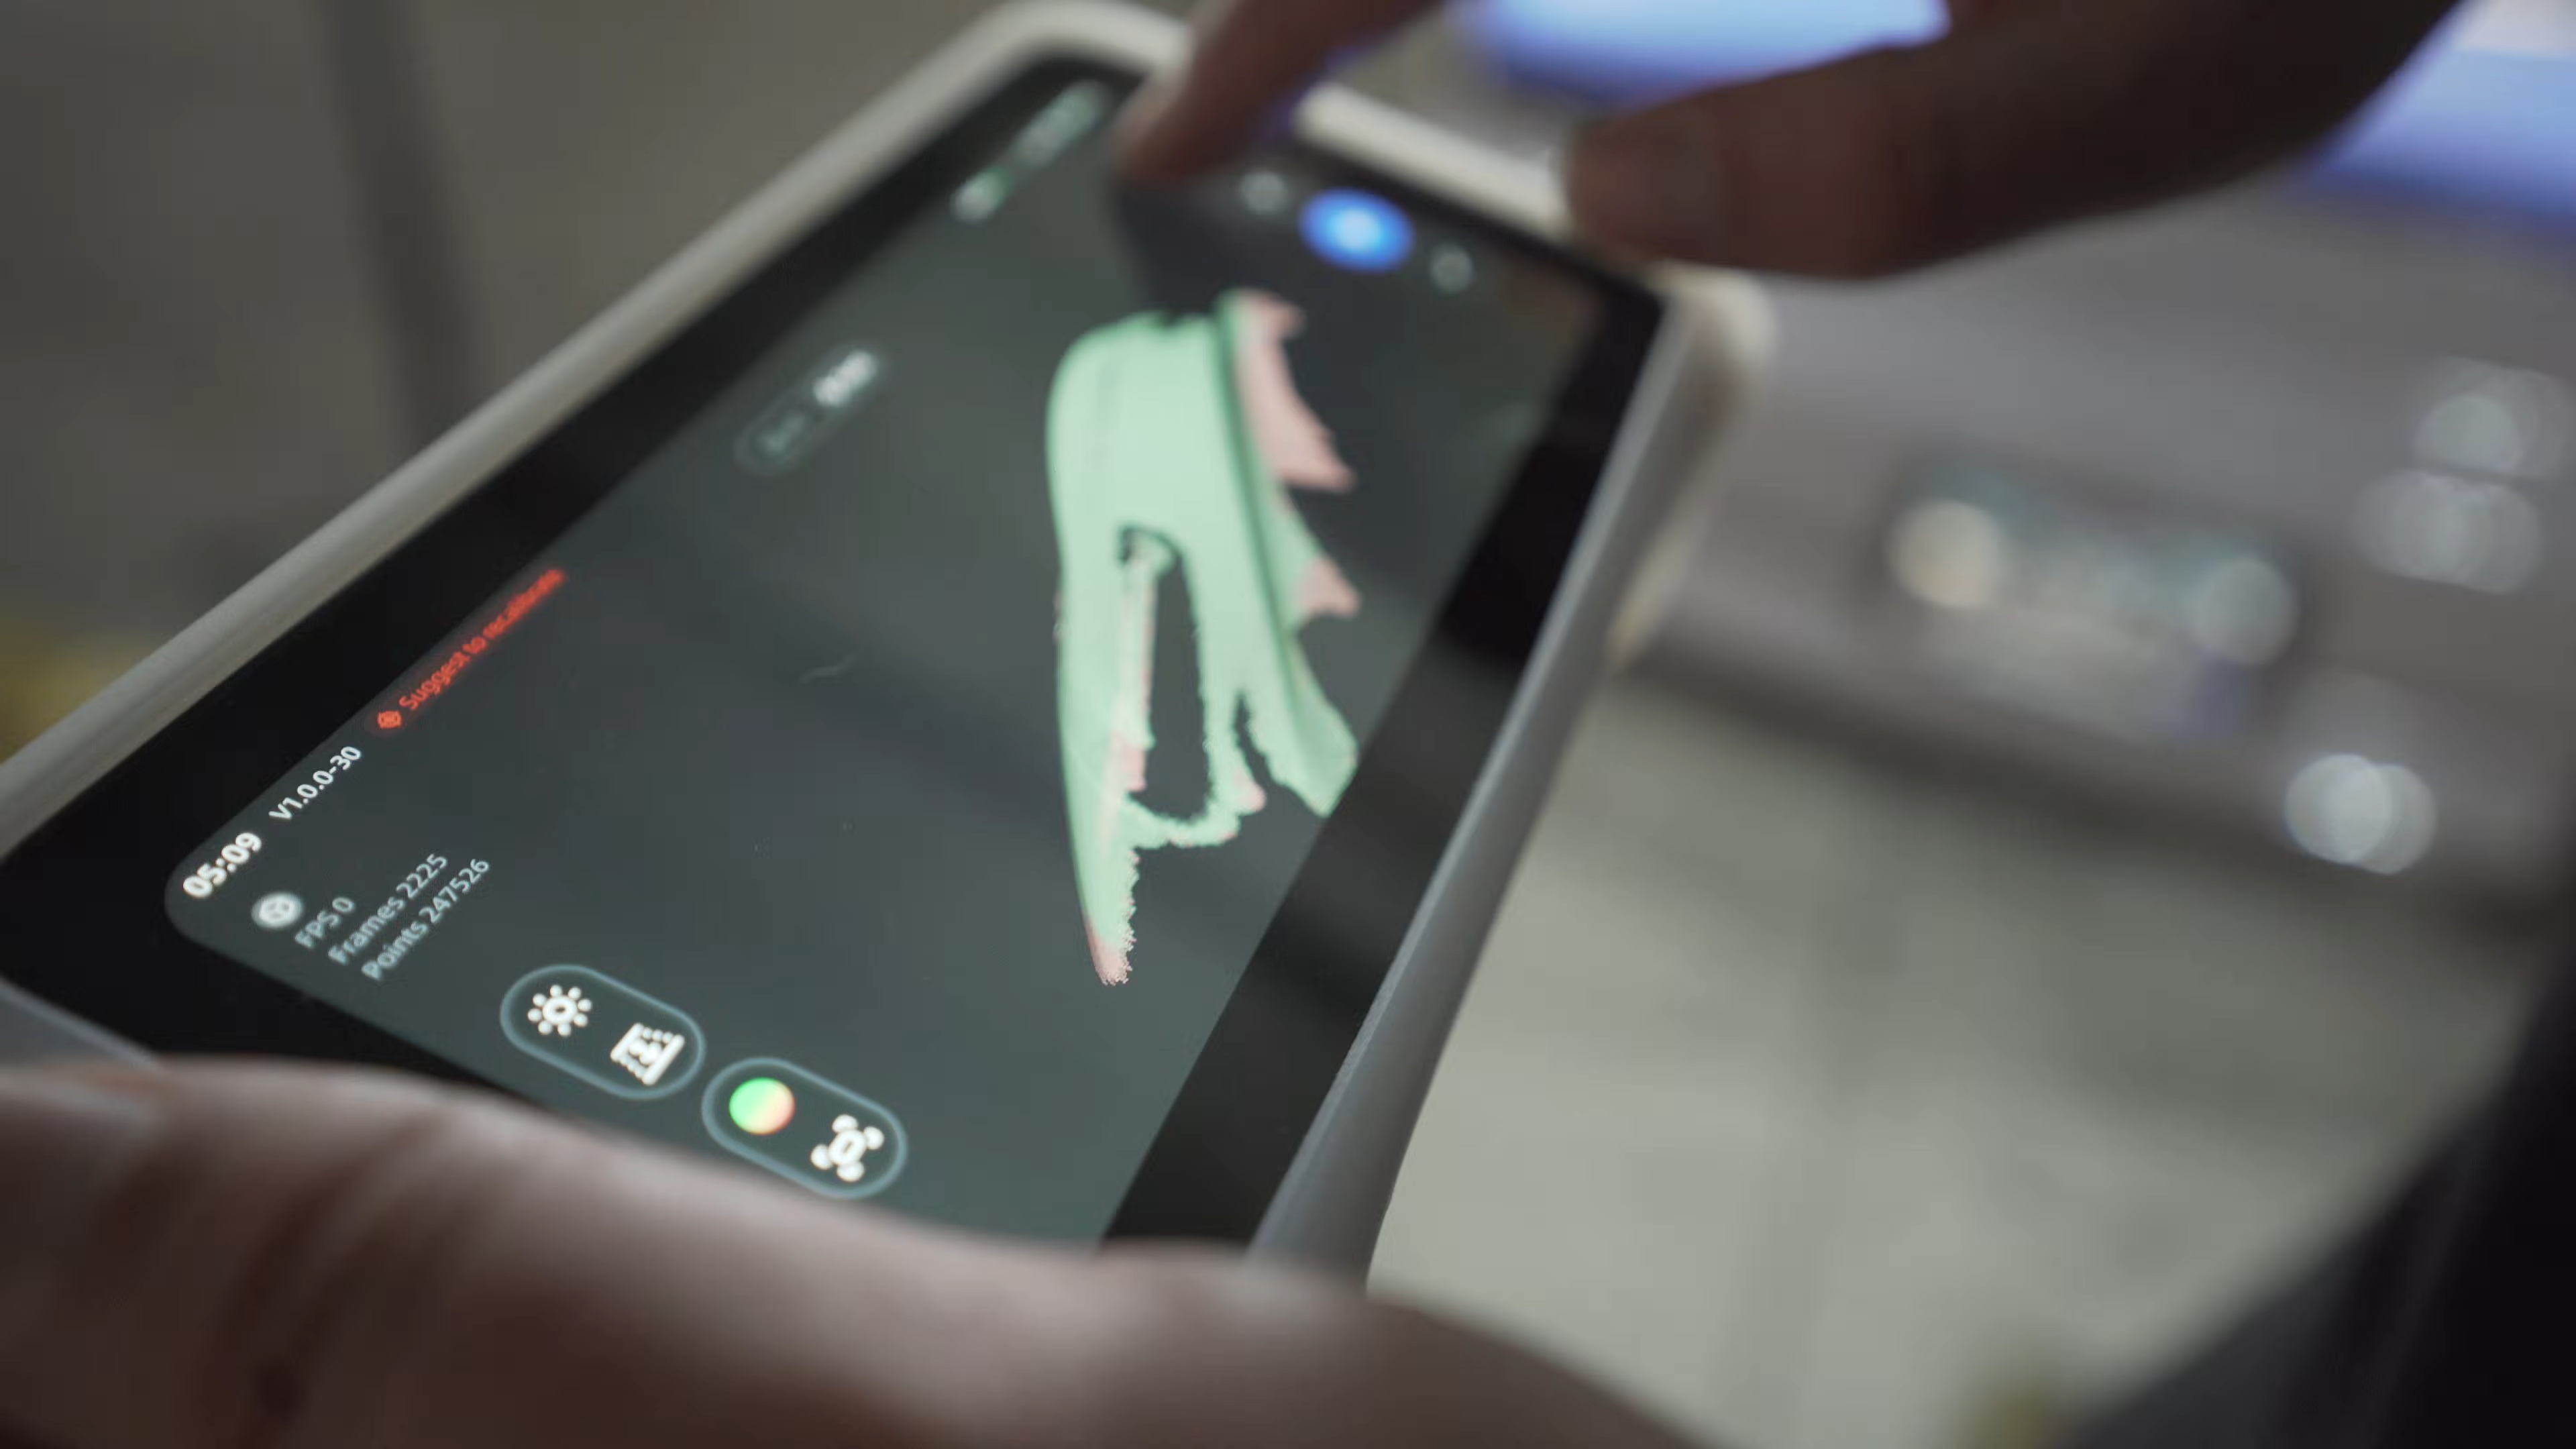 05:09 V1.0.0-30 Suggest to recalibrate
FPS 0
Frames 2225
Points 247526